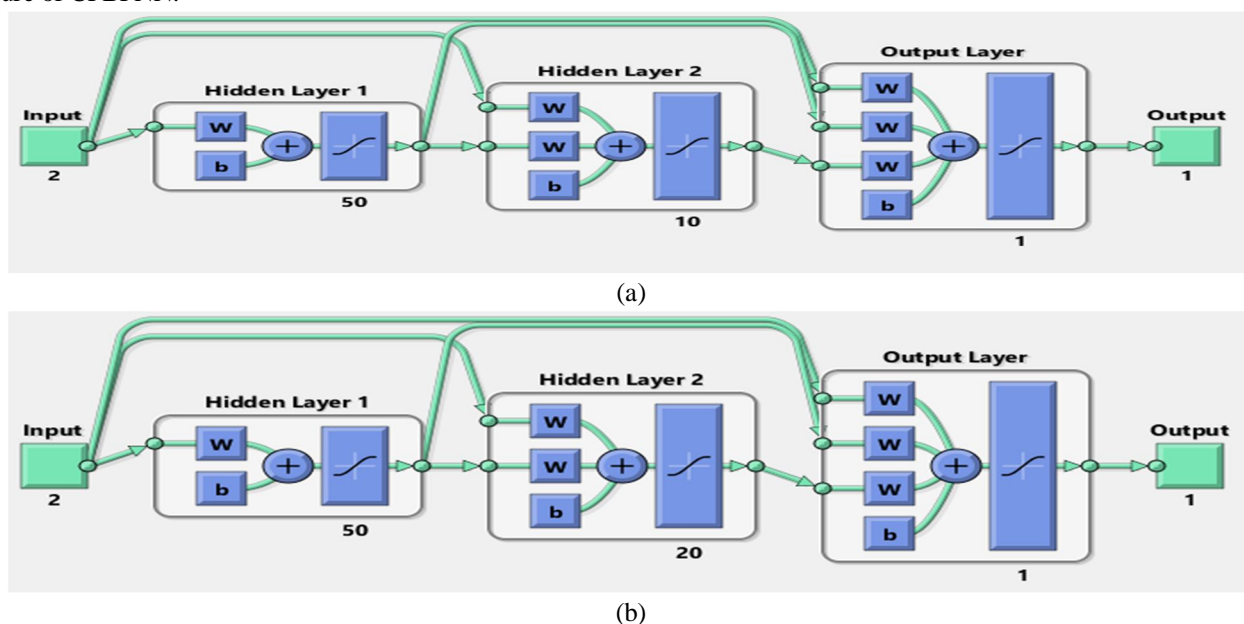 Input
2
Hidden Layer 1
W
b
+
50
Hidden Layer 2
W
W
b
+
10
Output Layer
W
W
W
b
+
1
Output
1
(a)
Input
2
Hidden Layer 1
W
b
+
50
Hidden Layer 2
W
W
b
+
20
Output Layer
W
W
W
b
+
1
Output
1
(b)